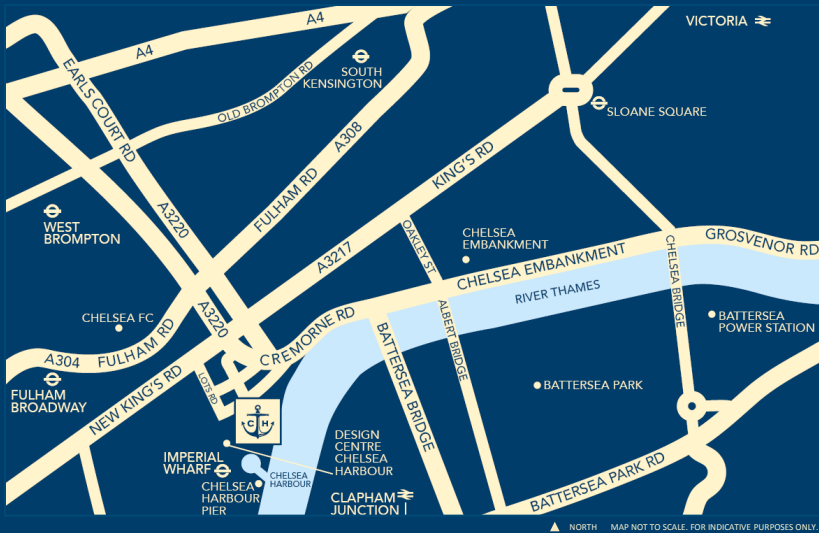 VICTORIA
A4
A4
SOUTH
KENSINGTON
EARLS COURT RD
OLD BROMPTON RD
SLOANE SQUARE
A308
FULHAM RD
KING'S RD
WEST
BROMPTON
A3220
OAKLEY ST
CHELSEA
EMBANKMENT
GROSVENOR RD
A3217
CHELSEA EMBANKMENT
CHELSEA BRIDGE
RIVER THAMES
CHELSEA FC
A3220
CREMORNE RD
ALBERT BRIDGE
BATTERSEA
POWER STATION
A304
FULHAM RD
BATTERSEA BRIDGE
FULHAM
BROADWAY
NEW KING'S RD
LOTS RD
BATTERSEA PARK
C H
DESIGN
CENTRE
CHELSEA
HARBOUR
IMPERIAL
WHARF
CHELSEA
HARBOUR
CHELSEA
HARBOUR
PIER
CLAPHAM
JUNCTION
BATTERSEA PARK RD
NORTH
MAP NOT TO SCALE. FOR INDICATIVE PURPOSES ONLY.